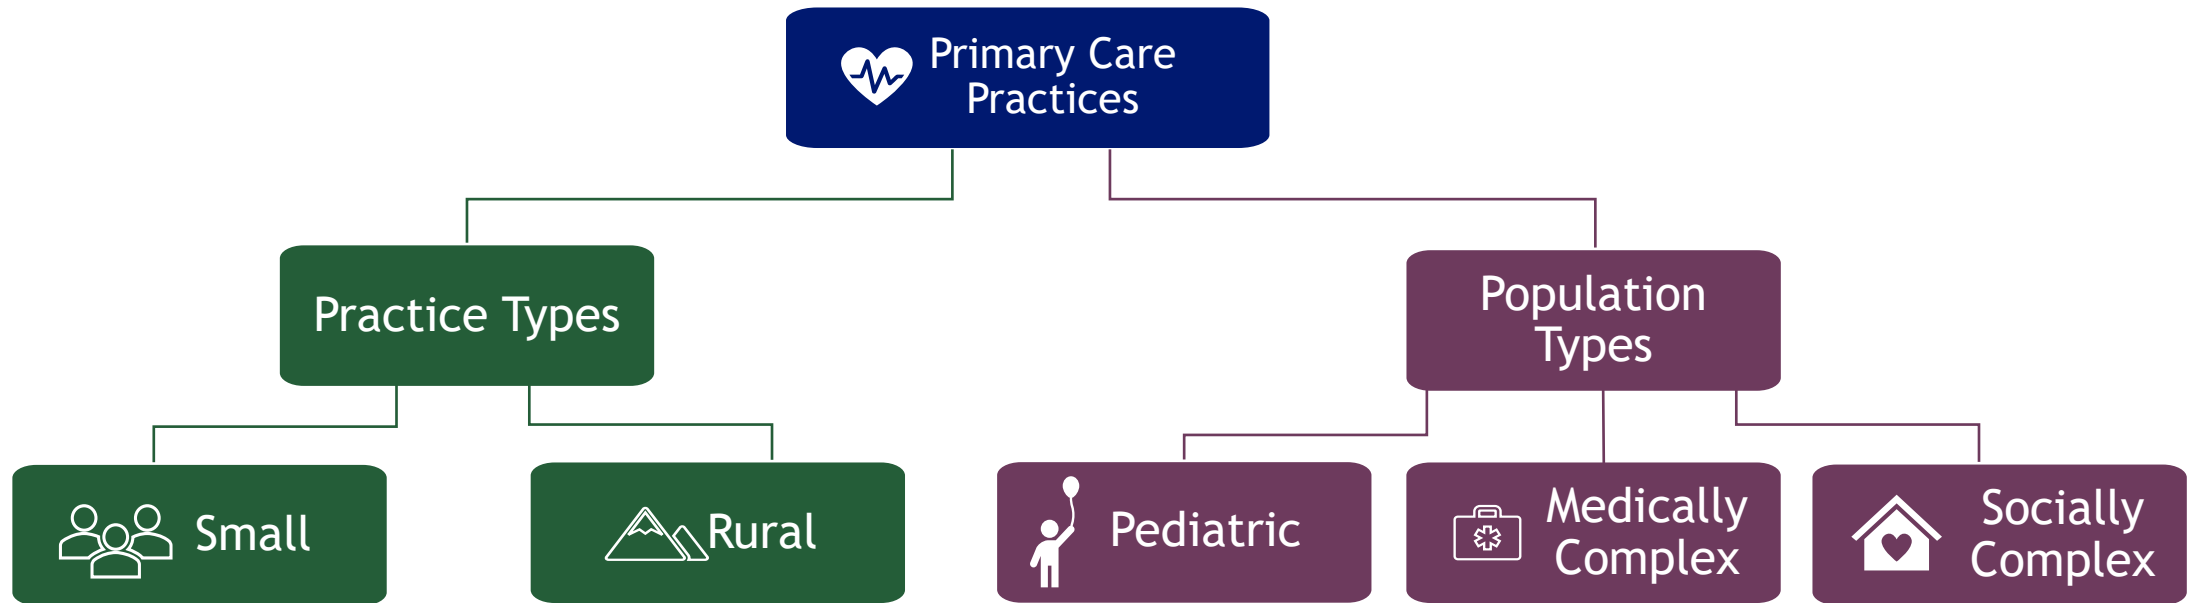 Primary Care
Practices
Practice Types
Population
Types
Small
Rural
Pediatric
Medically
Complex
Socially
Complex